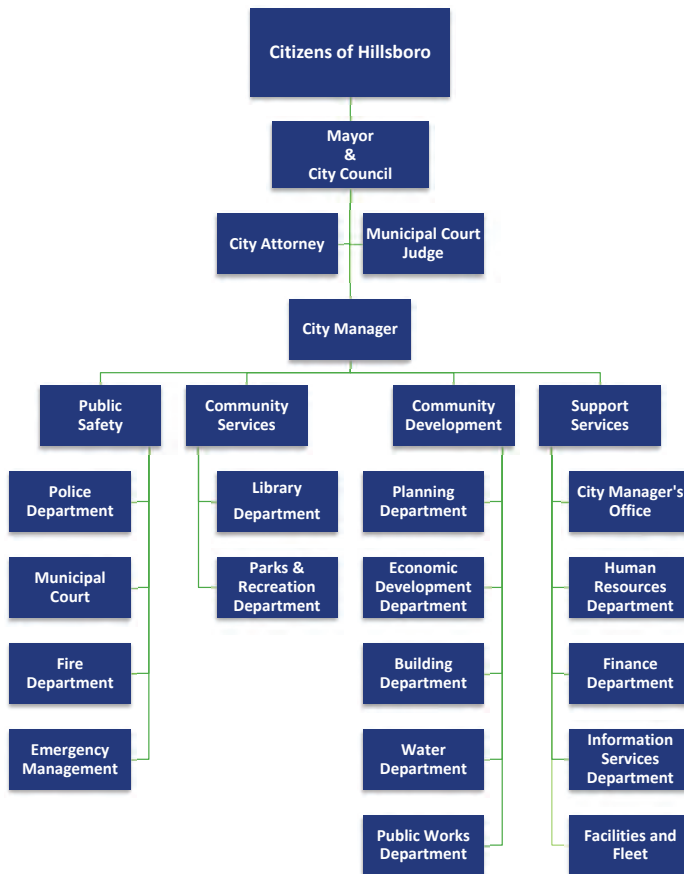 Citizens of Hillsboro
Mayor
&
City Council
City Attorney
Municipal Court
Judge
City Manager
Public
Safety
Community
Services
Community
Development
Support
Services
Police
Department
Municipal
Court
Fire
Department
Emergency
Management
Library
Department
Parks &
Recreation
Department
Planning
Department
Economic
Development
Department
Building
Department
Water
Department
Public Works
Department
City Manager's
Office
Human
Resources
Department
Finance
Department
Information
Services
Department
Facilities and
Fleet